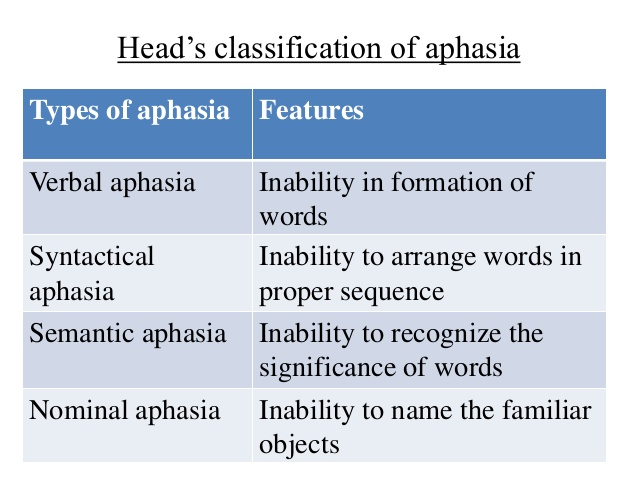 Head’s classification of aphasia
Types of aphasia Features
Verbal aphasia Inability in formation of
words
Syntactical Inability to arrange words in
aphasia proper sequence
Semantic aphasia Inability to recognize the
significance of words
Nominal aphasia Inability to name the familiar
objects